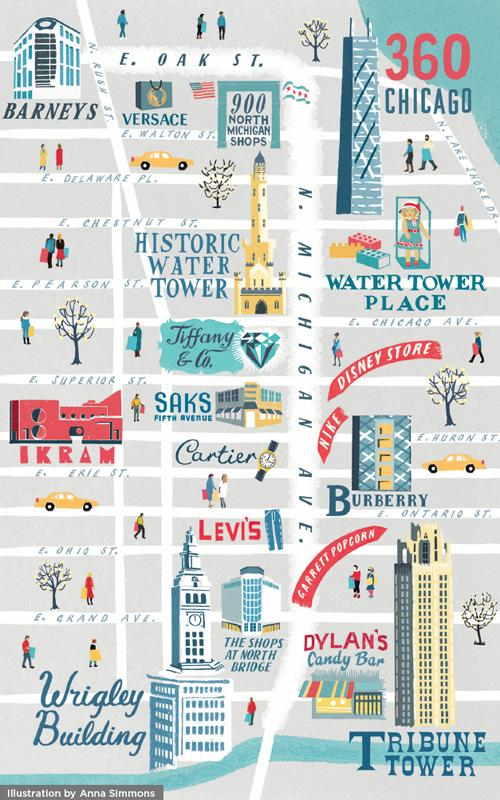 E. OAK ST.
N. RUSH ST.
BARNEYS
VERSACE
900
NORTH
MICHIGAN
SHOPS
360
CHICAGO
E. WALTON ST.
N. LAKE SHORE DR.
E. DELAWARE PL.
N. MICHIGAN AVE.
E. CHESTNUT ST.
HISTORIC
WATER
TOWER
WATER TOWER
PLACE
E. PEARSON ST.
E. CHICAGO AVE.
Tiffany
& Co.
DISNEY STORE
E. SUPERIOR ST.
SAKS
FIFTH AVENUE
NIKE
IKRAM
E. HURON ST.
Cartier
E. ERIE ST.
BURBERRY
E. ONTARIO ST.
LEVI'S
GARRETT POPCORN
E. OHIO ST.
E. GRAND AVE.
THE SHOPS
AT NORTH
BRIDGE
DYLAN'S
Candy Bar
Wrigley
Building
TRIBUNE
TOWER
Illustration by Anna Simmons